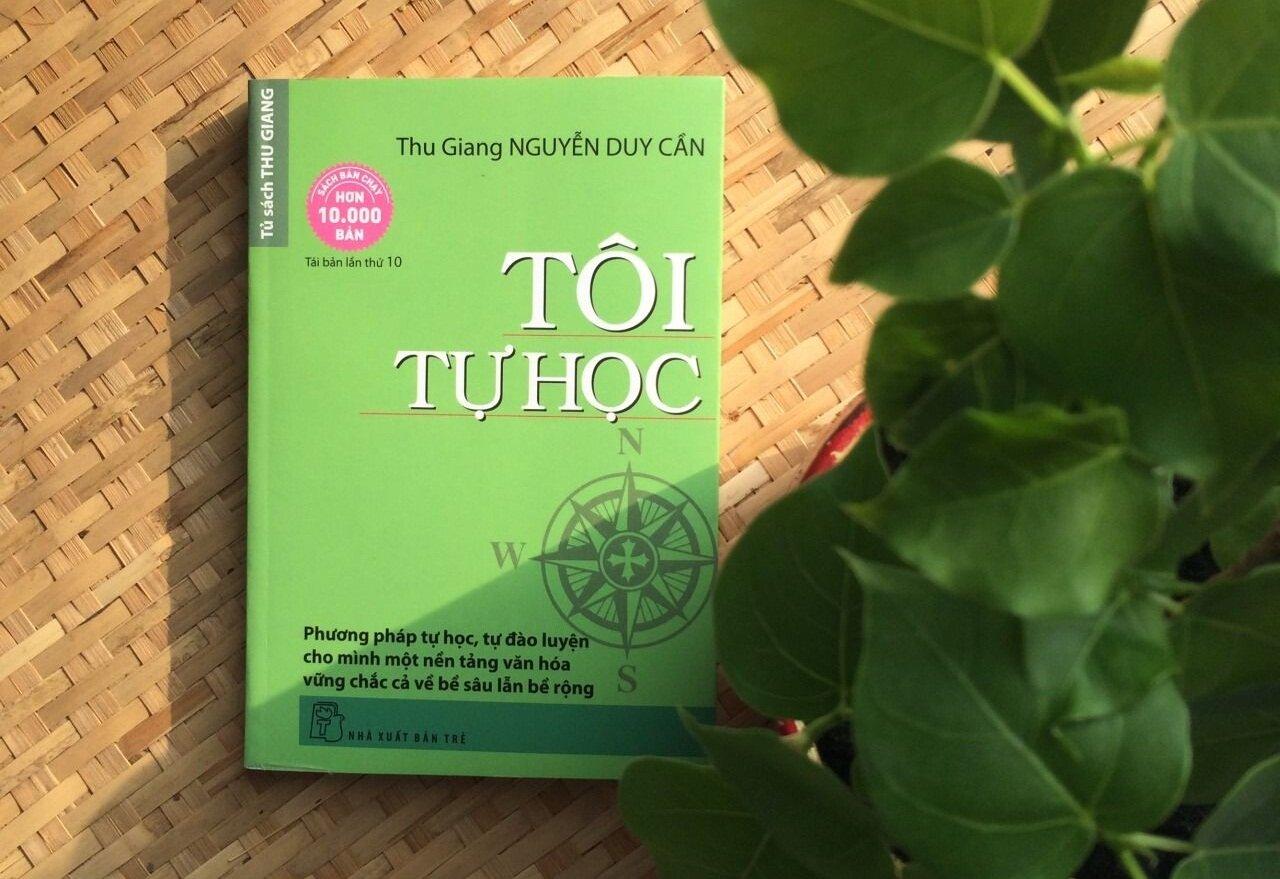 Tủ sách THU GIANG
Thu Giang NGUYỄN DUY CẦN
SÁCH BÁN CHẠY
HƠN
10.000
BẢN
Tái bản lần thứ 10
TÔI
TỰ HỌC
N
W
S
Phương pháp tự học, tự đào luyện
cho mình một nền tảng văn hóa
vững chắc cả về bề sâu lẫn bề rộng
NHÀ XUẤT BẢN TRẺ